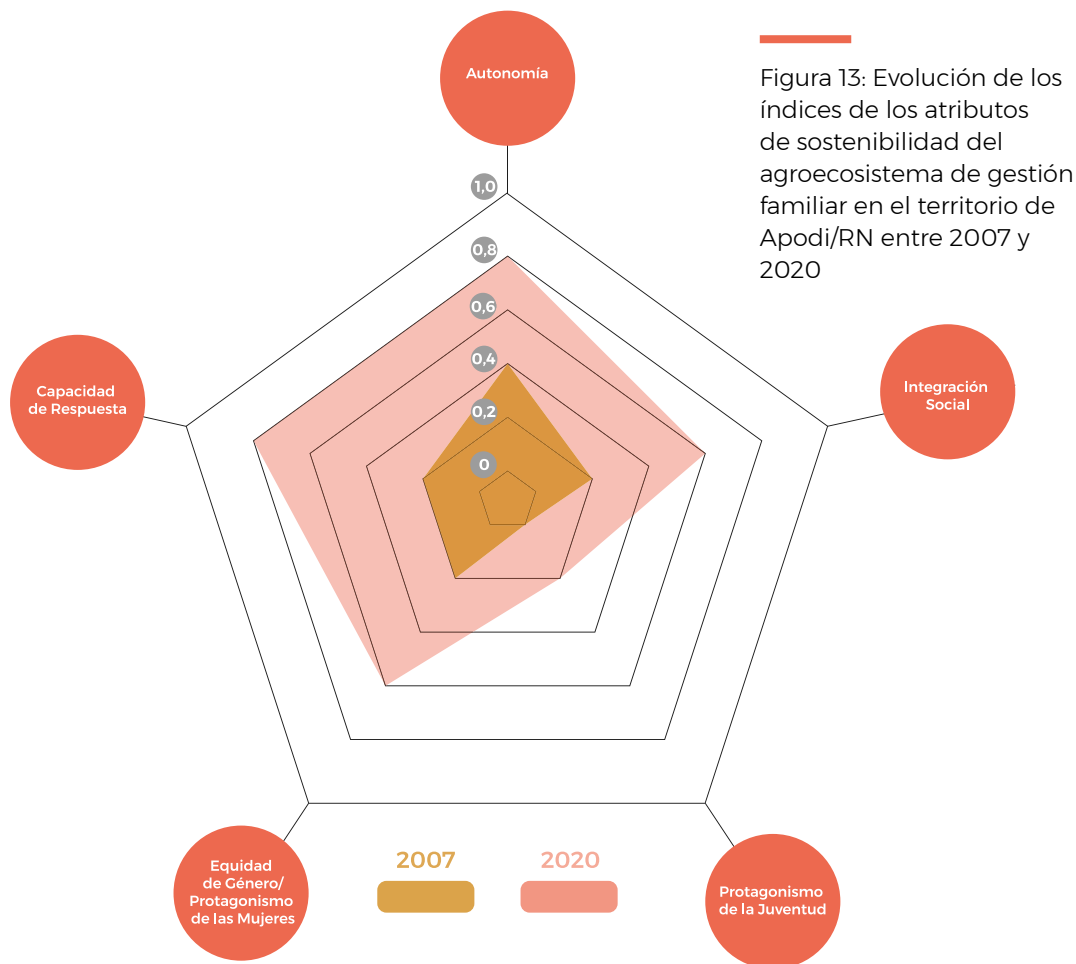 Autonomía
Figura 13: Evolución de los
índices de los atributos
de sostenibilidad del
agroecosistema de gestión
familiar en el territorio de
Apodi/RN entre 2007 y
2020
1,0
0,8
0,6
0,4
0,2
0
Capacidad
de Respuesta
Integración
Social
Equidad
de Género/
Protagonismo
de las Mujeres
2007
2020
Protagonismo
de la Juventud